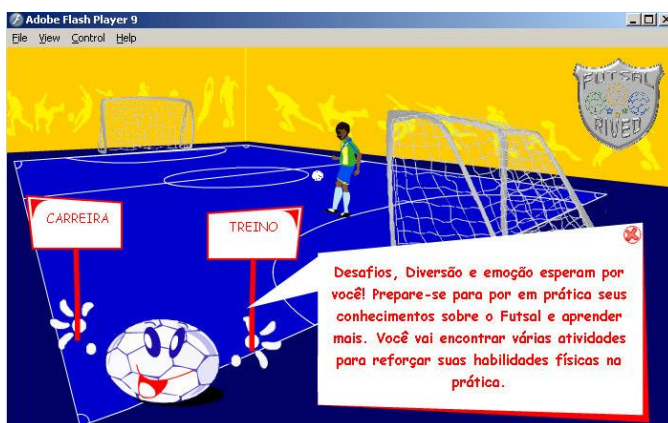 Adobe Flash Player 9
File View Control Help
FUTSAL
RIVED
CARREIRA
TREINO
Desafios, Diversão e emoção esperam por
você! Prepare-se para por em prática seus
conhecimentos sobre o Futsal e aprender
mais. Você vai encontrar várias atividades
para reforçar suas habilidades físicas na
prática.